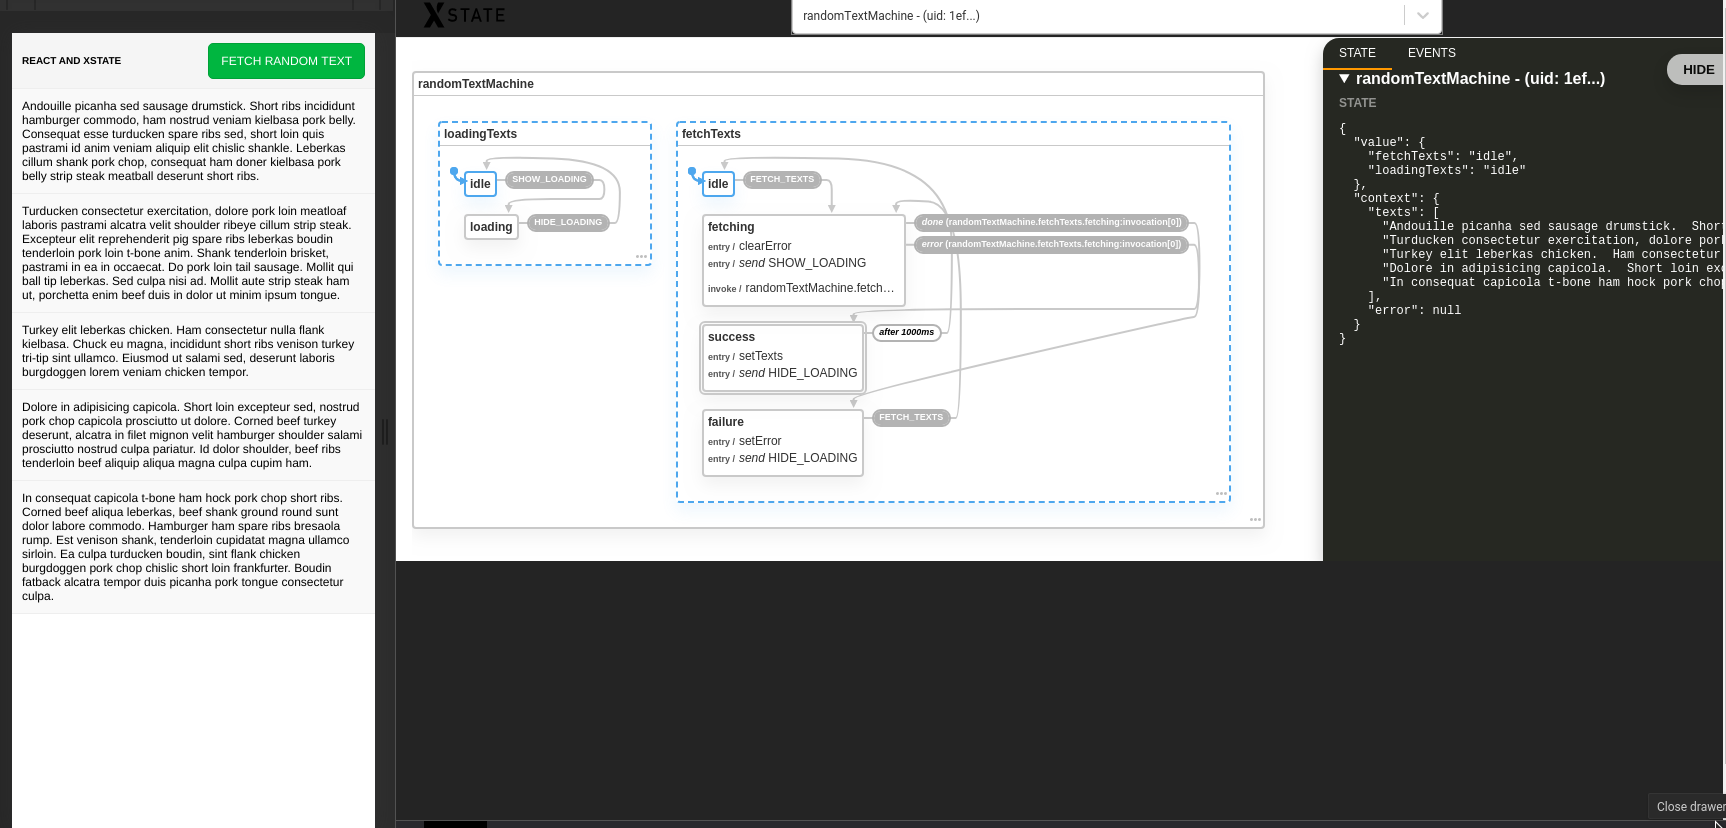 REACT AND XSTATE
FETCH RANDOM TEXT
Andouille picanha sed sausage drumstick. Short ribs incididunt
hamburger commodo, ham nostrud veniam kielbasa pork belly.
Consequat esse turducken spare ribs sed, short loin quis
pastrami id anim veniam aliquip elit chislic shankle. Leberkas
cillum shank pork chop, consequat ham doner kielbasa pork
belly strip steak meatball deserunt short ribs.
Turducken consectetur exercitation, dolore pork loin meatloaf
laboris pastrami alcatra velit shoulder ribeye cillum strip steak.
Excepteur elit reprehenderit pig spare ribs leberkas boudin
tenderloin pork loin t-bone anim. Shank tenderloin brisket,
pastrami in ea in occaecat. Do pork loin tail sausage. Mollit qui
ball tip leberkas. Sed culpa nisi ad. Mollit aute strip steak ham
ut, porchetta enim beef duis in dolor ut minim ipsum tongue.
Turkey elit leberkas chicken. Ham consectetur nulla flank
kielbasa. Chuck eu magna, incididunt short ribs venison turkey
tri-tip sint ullamco. Eiusmod ut salami sed, deserunt laboris
burgdoggen lorem veniam chicken tempor.
Dolore in adipisicing capicola. Short loin excepteur sed, nostrud
pork chop capicola prosciutto ut dolore. Corned beef turkey
deserunt, alcatra in filet mignon velit hamburger shoulder salami
prosciutto nostrud culpa pariatur. Id dolor shoulder, beef ribs
tenderloin beef aliquip aliqua magna culpa cupim ham.
In consequat capicola t-bone ham hock pork chop short ribs.
Corned beef aliqua leberkas, beef shank ground round sunt
dolor labore commodo. Hamburger ham spare ribs bresaola
rump. Est venison shank, tenderloin cupidatat magna ullamco
sirloin. Ea culpa turducken boudin, sint flank chicken
burgdoggen pork chop chislic short loin frankfurter. Boudin
fatback alcatra tempor duis picanha pork tongue consectetur
culpa.
XSTATE
randomTextMachine - (uid: 1ef...)
randomTextMachine
loadingTexts
idle
SHOW_LOADING
loading
HIDE_LOADING
fetchTexts
idle
FETCH_TEXTS
fetching
entry / clearError
entry / send SHOW_LOADING
invoke / randomTextMachine.fetch...
done (randomTextMachine.fetchTexts.fetching:invocation[0])
error (randomTextMachine.fetchTexts.fetching:invocation[0])
success
entry / setTexts
entry / send HIDE_LOADING
after 1000ms
failure
entry / setError
entry / send HIDE_LOADING
FETCH_TEXTS
STATE
EVENTS
HIDE
▼ randomTextMachine - (uid: 1ef...)
STATE
{
"value": {
"fetchTexts": "idle",
"loadingTexts": "idle"
},
"context": {
"texts": [
"Andouille picanha sed sausage drumstick.  Shor
"Turducken consectetur exercitation, dolore por
"Turkey elit leberkas chicken.  Ham consectetur
"Dolore in adipisicing capicola.  Short loin exc
"In consequat capicola t-bone ham hock pork chop
],
"error": null
}
}
Close drawer